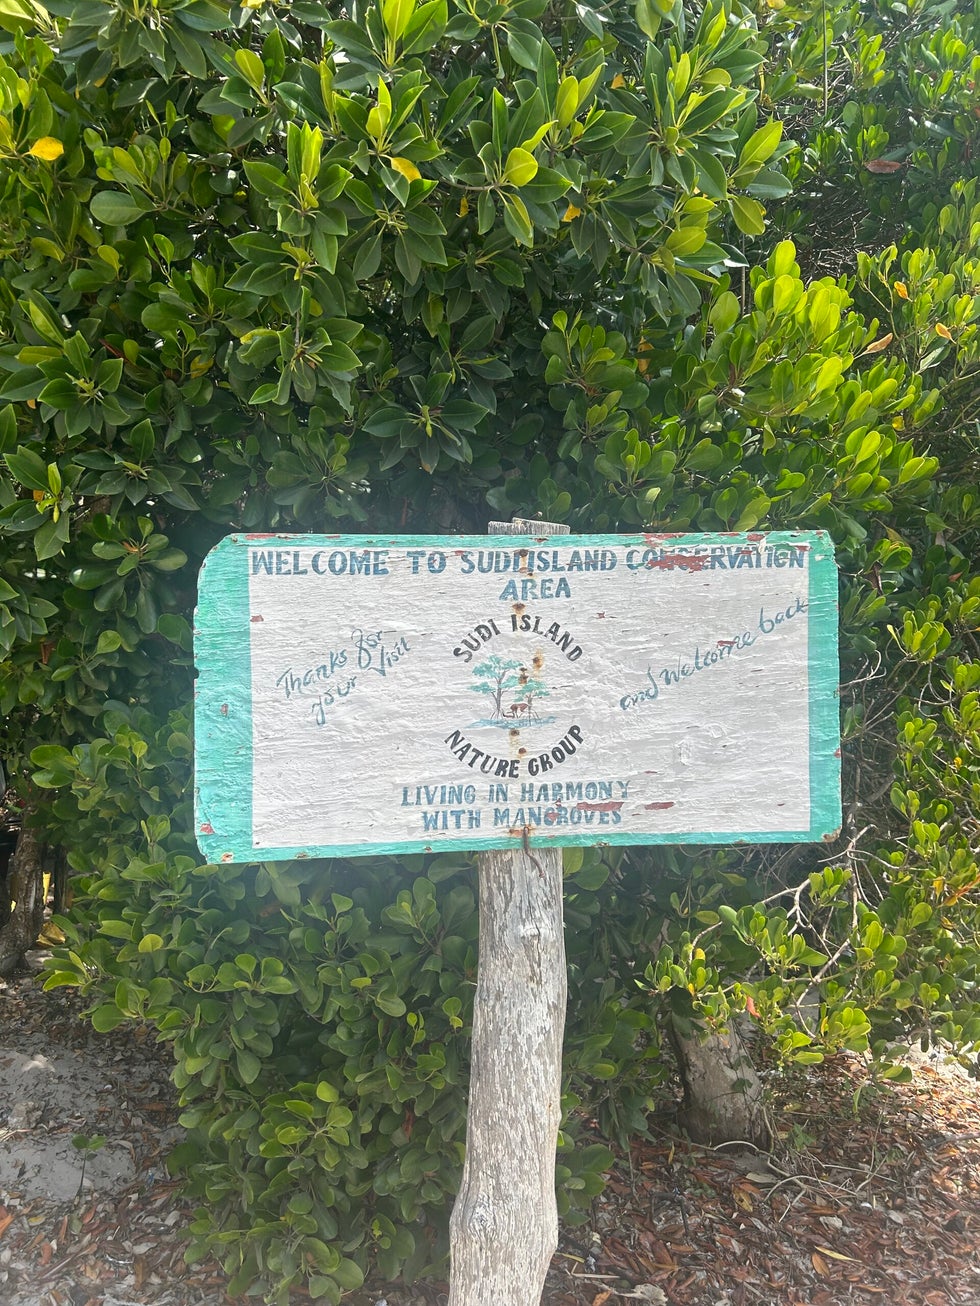 WELCOME TO SUDI ISLAND CONSERVATION
AREA
Thanks for
your Visit
SUDI ISLAND
and Welcome back
NATURE GROUP
LIVING IN HARMONY
WITH MANGROVES